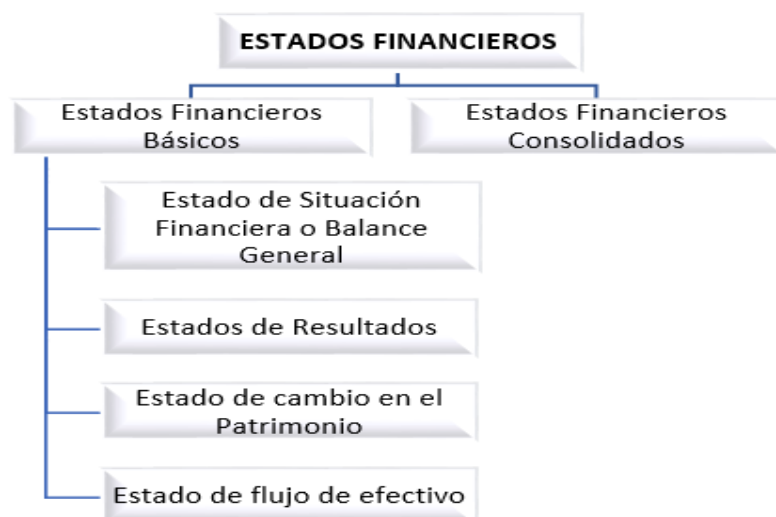 ESTADOS FINANCIEROS
Estados Financieros
Básicos
Estados Financieros
Consolidados
Estado de Situación
Financiera o Balance
General
Estados de Resultados
Estado de cambio en el
Patrimonio
Estado de flujo de efectivo